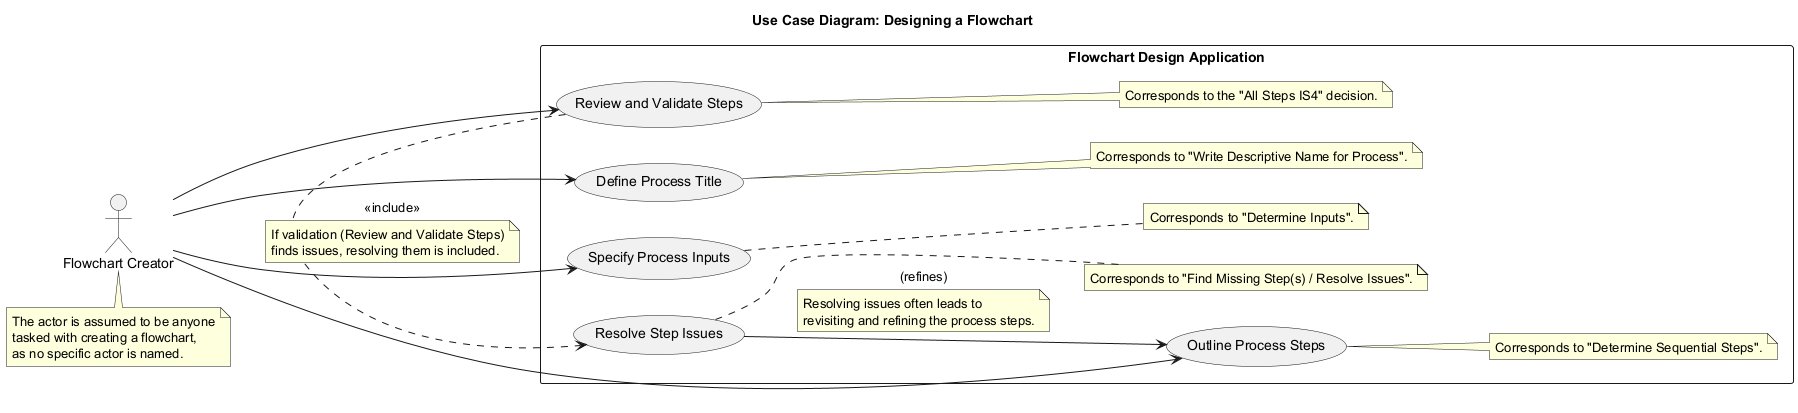 Use Case Diagram: Designing a Flowchart
Flowchart Design Application
Review and Validate Steps
Corresponds to the "All Steps IS4" decision.
Define Process Title
Corresponds to "Write Descriptive Name for Process".
«include»
If validation (Review and Validate Steps)
finds issues, resolving them is included.
Flowchart Creator
Specify Process Inputs
Corresponds to "Determine Inputs".
(refines)
Corresponds to "Find Missing Step(s) / Resolve Issues".
Resolving issues often leads to
revisiting and refining the process steps.
The actor is assumed to be anyone
tasked with creating a flowchart,
as no specific actor is named.
Resolve Step Issues
Outline Process Steps
Corresponds to "Determine Sequential Steps".